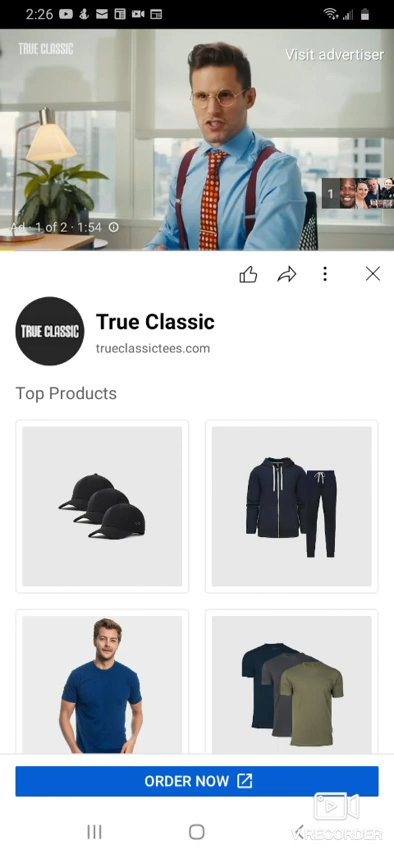 2:26
TRUE CLASSIC
Visit advertiser
1
Ad · 1 of 2 · 1:54
TRUE CLASSIC
True Classic
trueclassictees.com
Top Products
ORDER NOW
V RECORDER